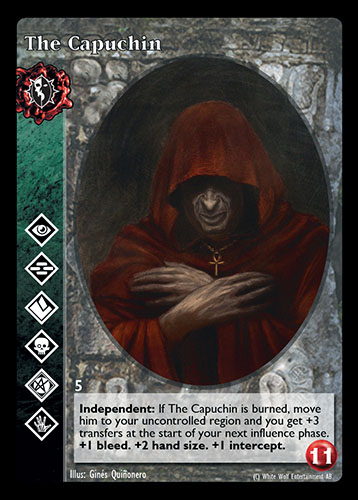 The Capuchin
5
Independent: If The Capuchin is burned, move
him to your uncontrolled region and you get +3
transfers at the start of your next influence phase.
+1 bleed. +2 hand size. +1 intercept.
11
Illus: Ginés Quiñonero
(C) White Wolf Entertainment AB